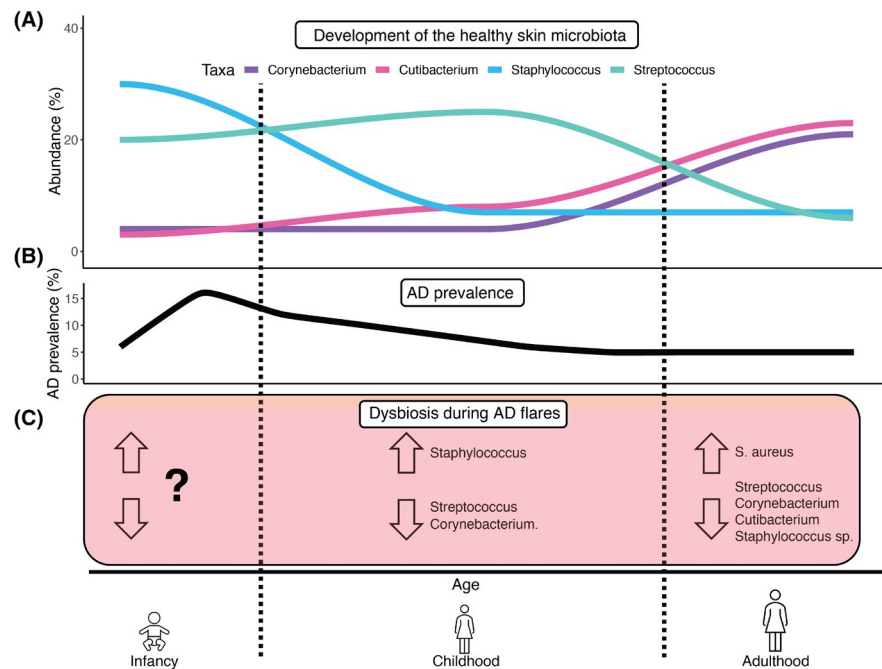 (A)
Development of the healthy skin microbiota
Taxa Corynebacterium Cutibacterium Staphylococcus Streptococcus
Abundance (%)
40
20
0
(B)
AD prevalence
AD prevalence (%)
15
10
5
0
(C)
Dysbiosis during AD flares
?
Staphylococcus
Streptococcus
Corynebacterium.
S. aureus
Streptococcus
Corynebacterium
Cutibacterium
Staphylococcus sp.
Age
Infancy
Childhood
Adulthood